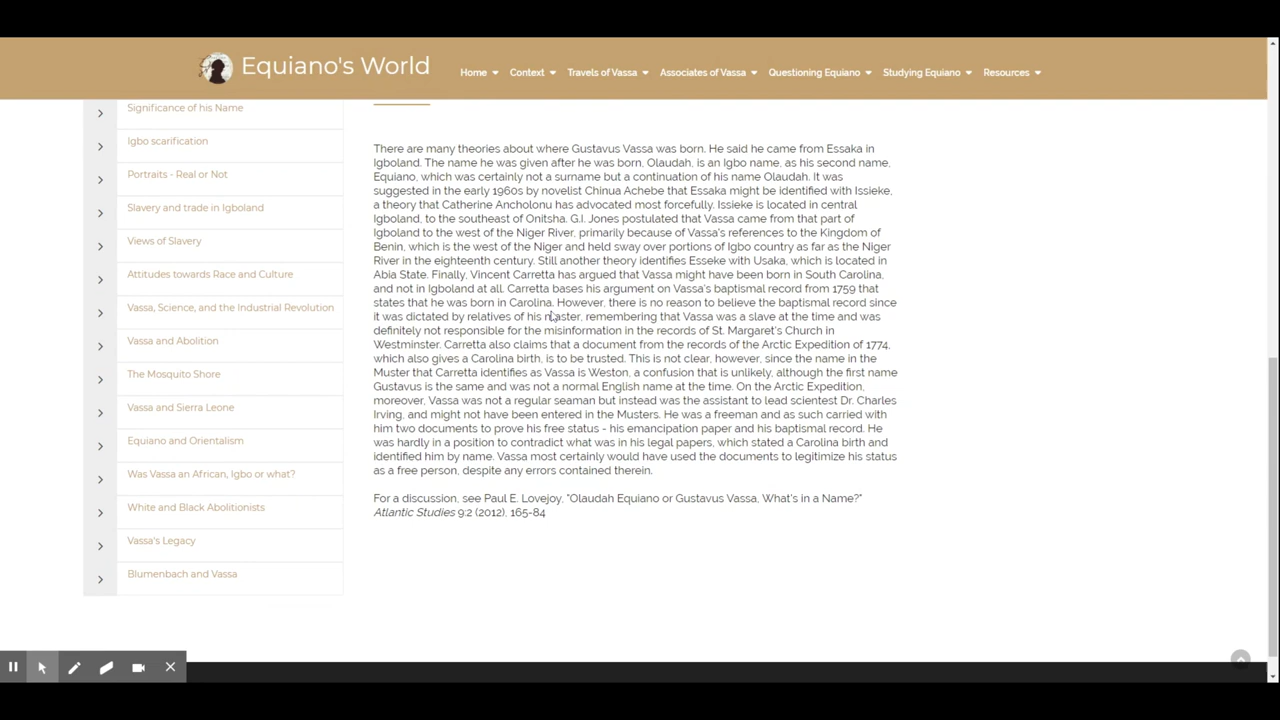 Equiano's World
Home
Context
Travels of Vassa
Associates of Vassa
Questioning Equiano
Studying Equiano
Resources
Significance of his Name
Igbo scarification
Portraits - Real or Not
Slavery and trade in Igboland
Views of Slavery
Attitudes towards Race and Culture
Vassa, Science, and the Industrial Revolution
Vassa and Abolition
The Mosquito Shore
Vassa and Sierra Leone
Equiano and Orientalism
Was Vassa an African, Igbo or what?
White and Black Abolitionists
Vassa's Legacy
Blumenbach and Vassa
There are many theories about where Gustavus Vassa was born. He said he came from Essaka in
Igboland. The name he was given after he was born, Olaudah, is an Igbo name, as his second name,
Equiano, which was certainly not a surname but a continuation of his name Olaudah. It was
suggested in the early 1960s by novelist Chinua Achebe that Essaka might be identified with Issieke,
a theory that Catherine Ancholonu has advocated most forcefully. Issieke is located in central
Igboland, to the southeast of Onitsha. G.I. Jones postulated that Vassa came from that part of
Igboland to the west of the Niger River, primarily because of Vassa's references to the Kingdom of
Benin, which is the west of the Niger and held sway over portions of Igbo country as far as the Niger
River in the eighteenth century. Still another theory identifies Esseke with Usaka, which is located in
Abia State. Finally, Vincent Carretta has argued that Vassa might have been born in South Carolina,
and not in Igboland at all. Carretta bases his argument on Vassa's baptismal record from 1759 that
states that he was born in Carolina. However, there is no reason to believe the baptismal record since
it was dictated by relatives of his master, remembering that Vassa was a slave at the time and was
definitely not responsible for the misinformation in the records of St. Margaret's Church in
Westminster. Carretta also claims that a document from the records of the Arctic Expedition of 1774,
which also gives a Carolina birth, is to be trusted. This is not clear, however, since the name in the
Muster that Carretta identifies as Vassa is Weston, a confusion that is unlikely, although the first name
Gustavus is the same and was not a normal English name at the time. On the Arctic Expedition,
moreover, Vassa was not a regular seaman but instead was the assistant to lead scientest Dr. Charles
Irving, and might not have been entered in the Musters. He was a freeman and as such carried with
him two documents to prove his free status - his emancipation paper and his baptismal record. He
was hardly in a position to contradict what was in his legal papers, which stated a Carolina birth and
identified him by name. Vassa most certainly would have used the documents to legitimize his status
as a free person, despite any errors contained therein.
For a discussion, see Paul E. Lovejoy, "Olaudah Equiano or Gustavus Vassa, What's in a Name?"
Atlantic Studies 9:2 (2012), 165-84